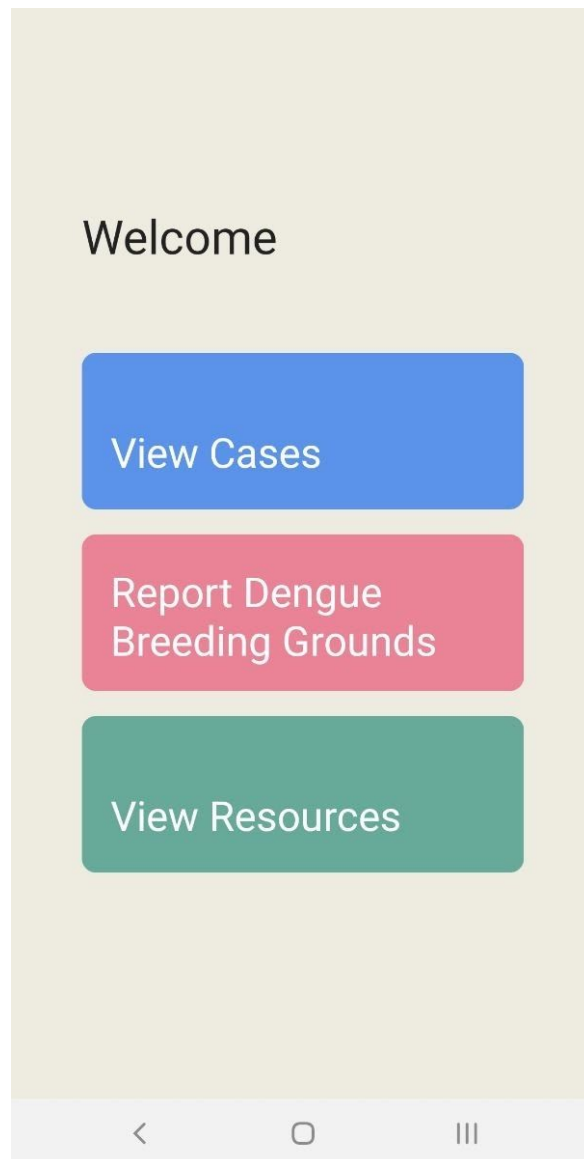 Welcome
View Cases
Report Dengue
Breeding Grounds
View Resources